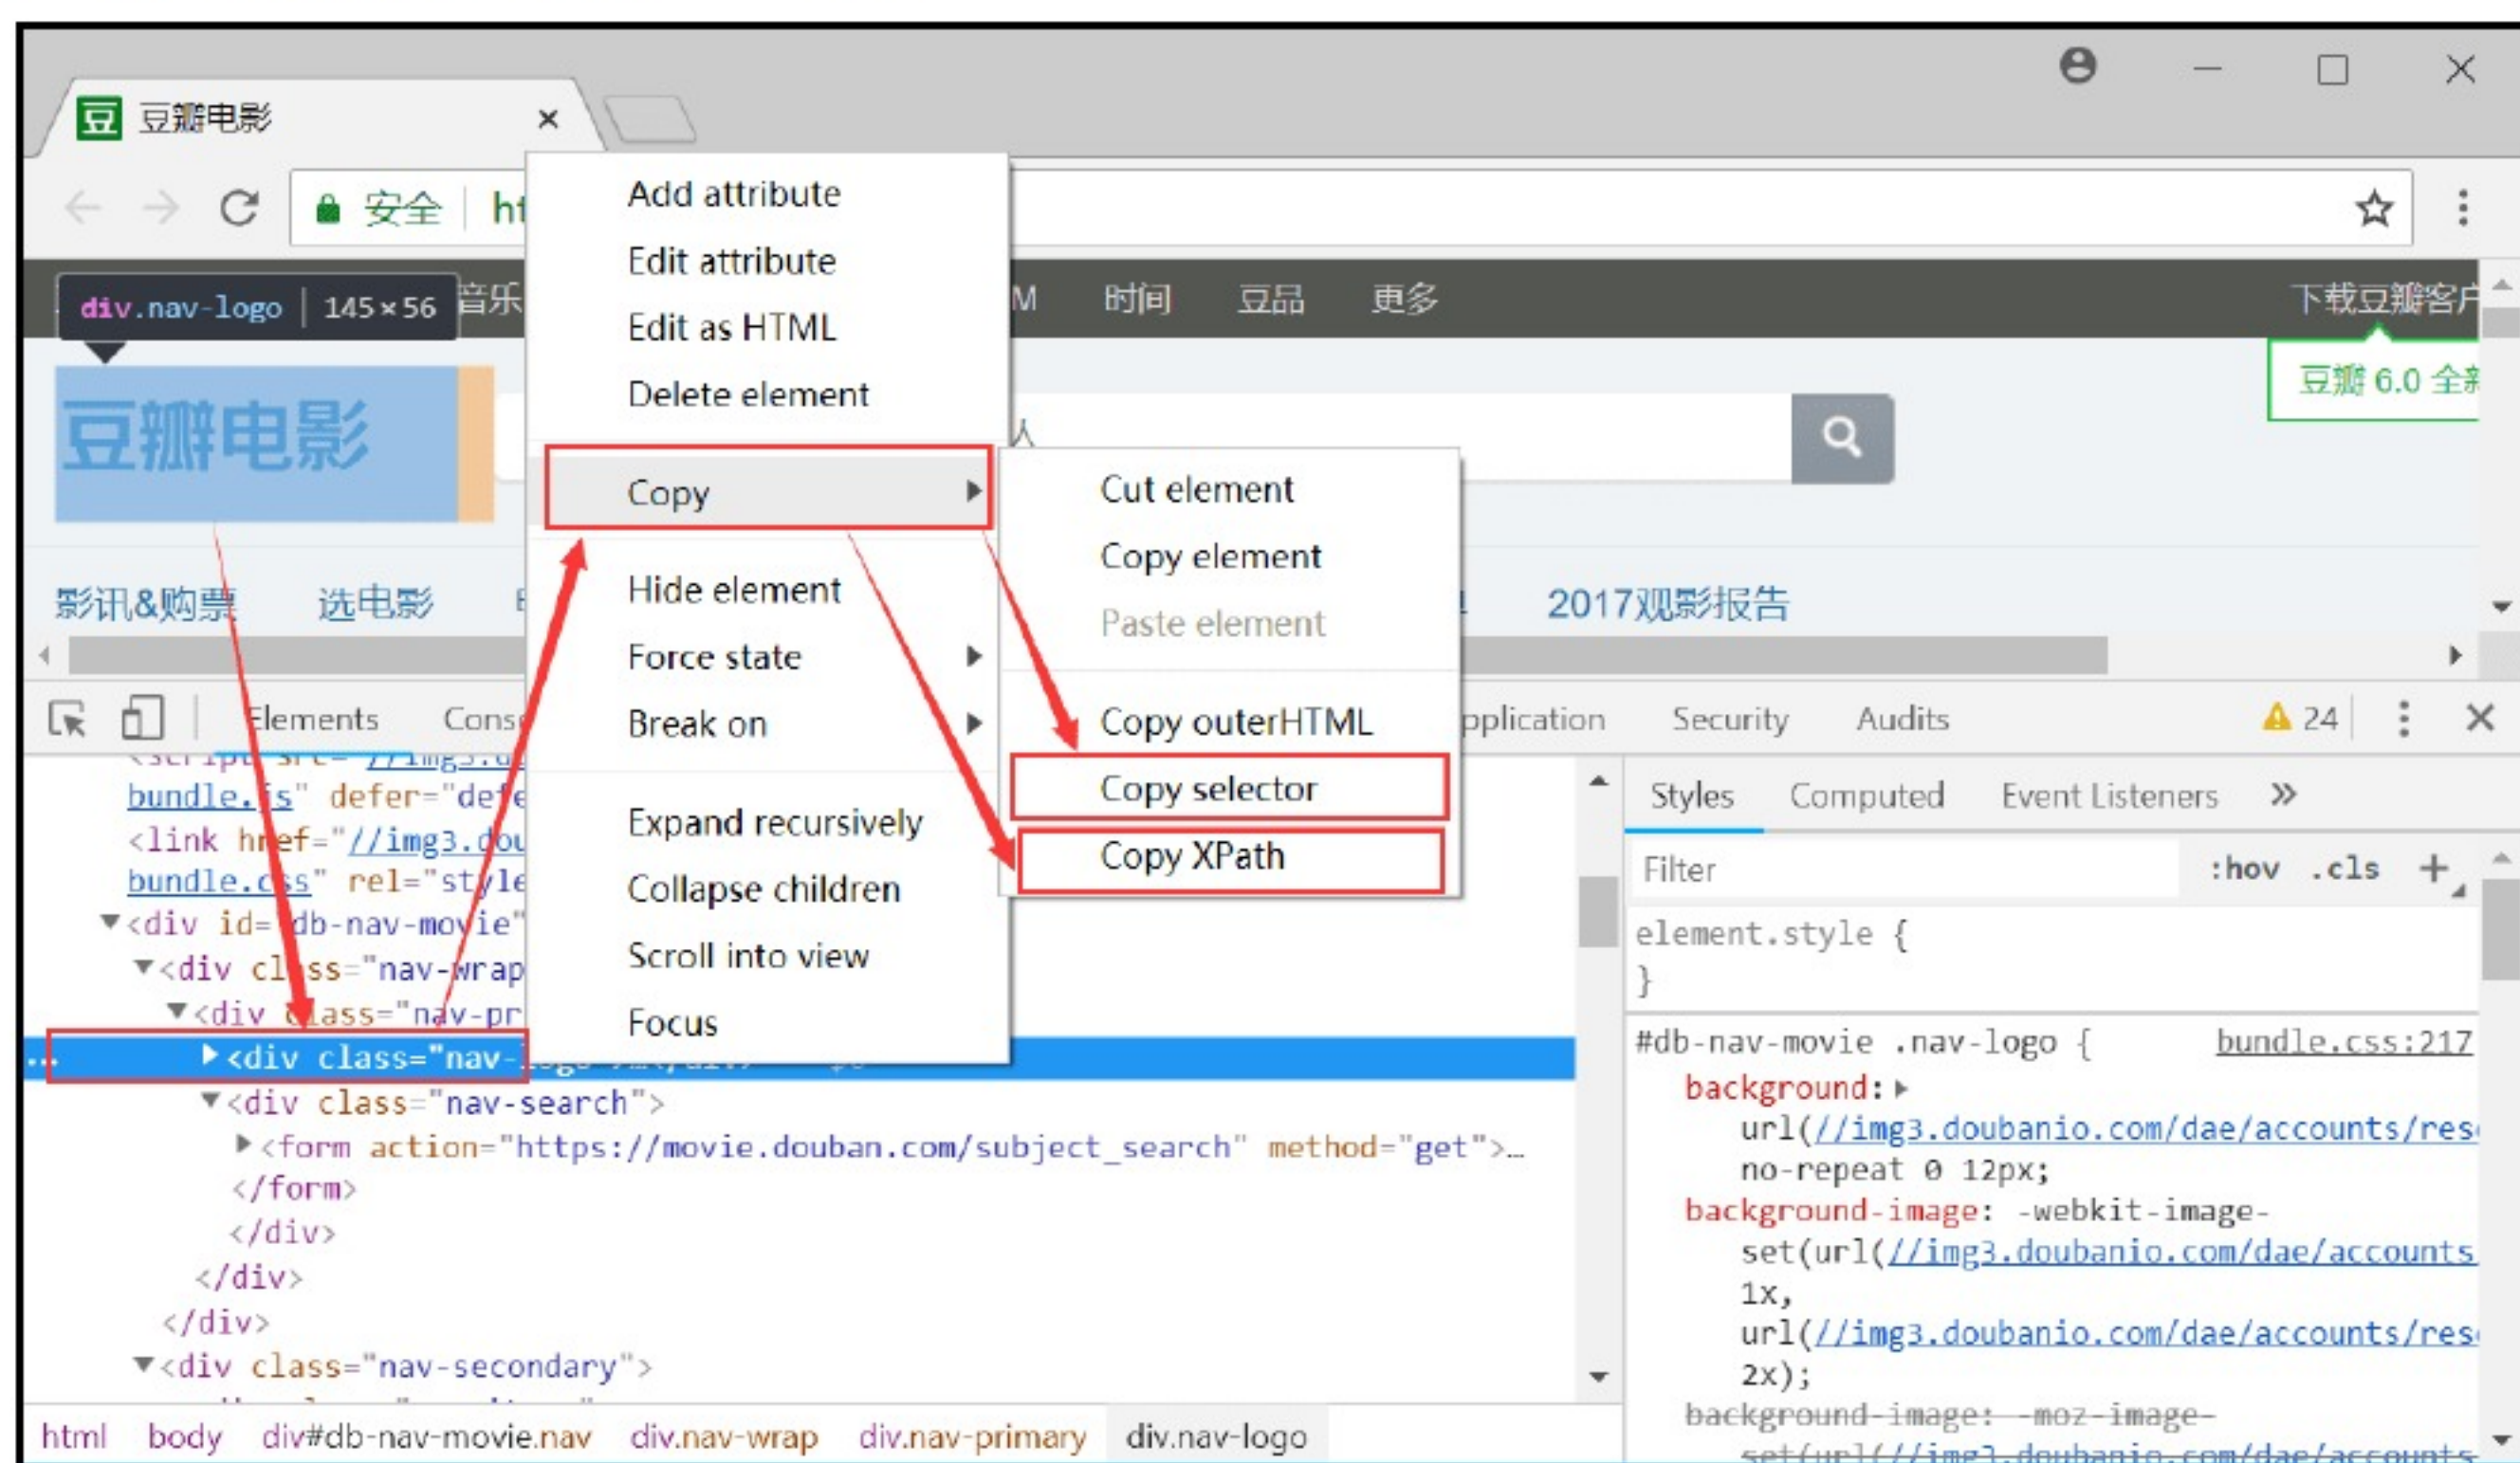 豆瓣电影
安全
div.nav-logo 145×56 音乐
时间 豆品 更多
下载豆瓣客户
豆瓣 6.0 全新
豆瓣电影
人
影讯&购票 选电影 2017观影报告
Add attribute
Edit attribute
Edit as HTML
Delete element
Copy
Hide element
Force state
Break on
Expand recursively
Collapse children
Scroll into view
Focus
Cut element
Copy element
Paste element
Copy outerHTML
Copy selector
Copy XPath
Elements Security Audits 24
bundle.js" defer="
<link href="//img3.
bundle.css" rel="
<div id="db-nav-movie"
<div class="nav-wrap
<div class="nav-pr
<div class="nav-
<div class="nav-search">
<form action="https://movie.douban.com/subject_search" method="get">…
</form>
</div>
</div>
</div>
<div class="nav-secondary">
html body div#db-nav-movie.nav div.nav-wrap div.nav-primary div.nav-logo
Styles Computed Event Listeners »
Filter :hov .cls +
element.style {
}
#db-nav-movie .nav-logo { bundle.css:217
background:
url(//img3.doubanio.com/dae/accounts/res
no-repeat 0 12px;
background-image: -webkit-image-
set(url(//img3.doubanio.com/dae/accounts
1x,
url(//img3.doubanio.com/dae/accounts/res
2x);
background-image: -moz-image-
set(url(//img3.doubanio.com/dae/accounts